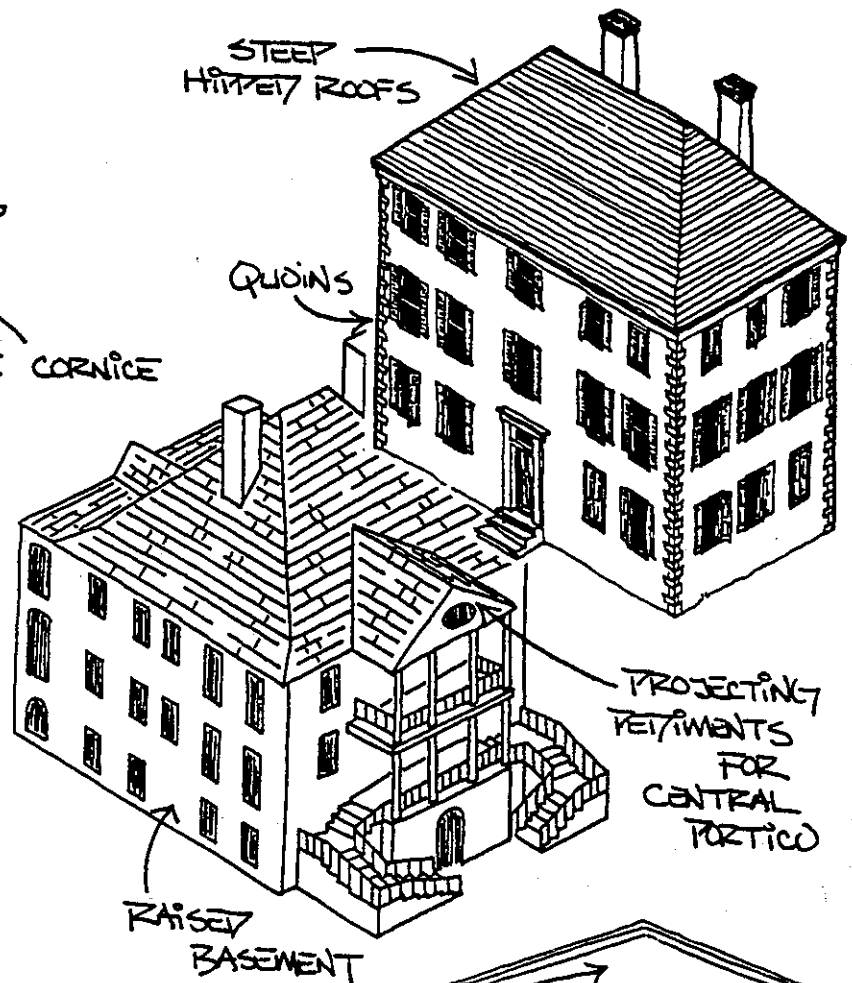 STEEP
HIPPED ROOFS
QUOINS
CORNICE
PROJECTING
PEDIMENTS
FOR
CENTRAL
PORTICO
RAISED
BASEMENT